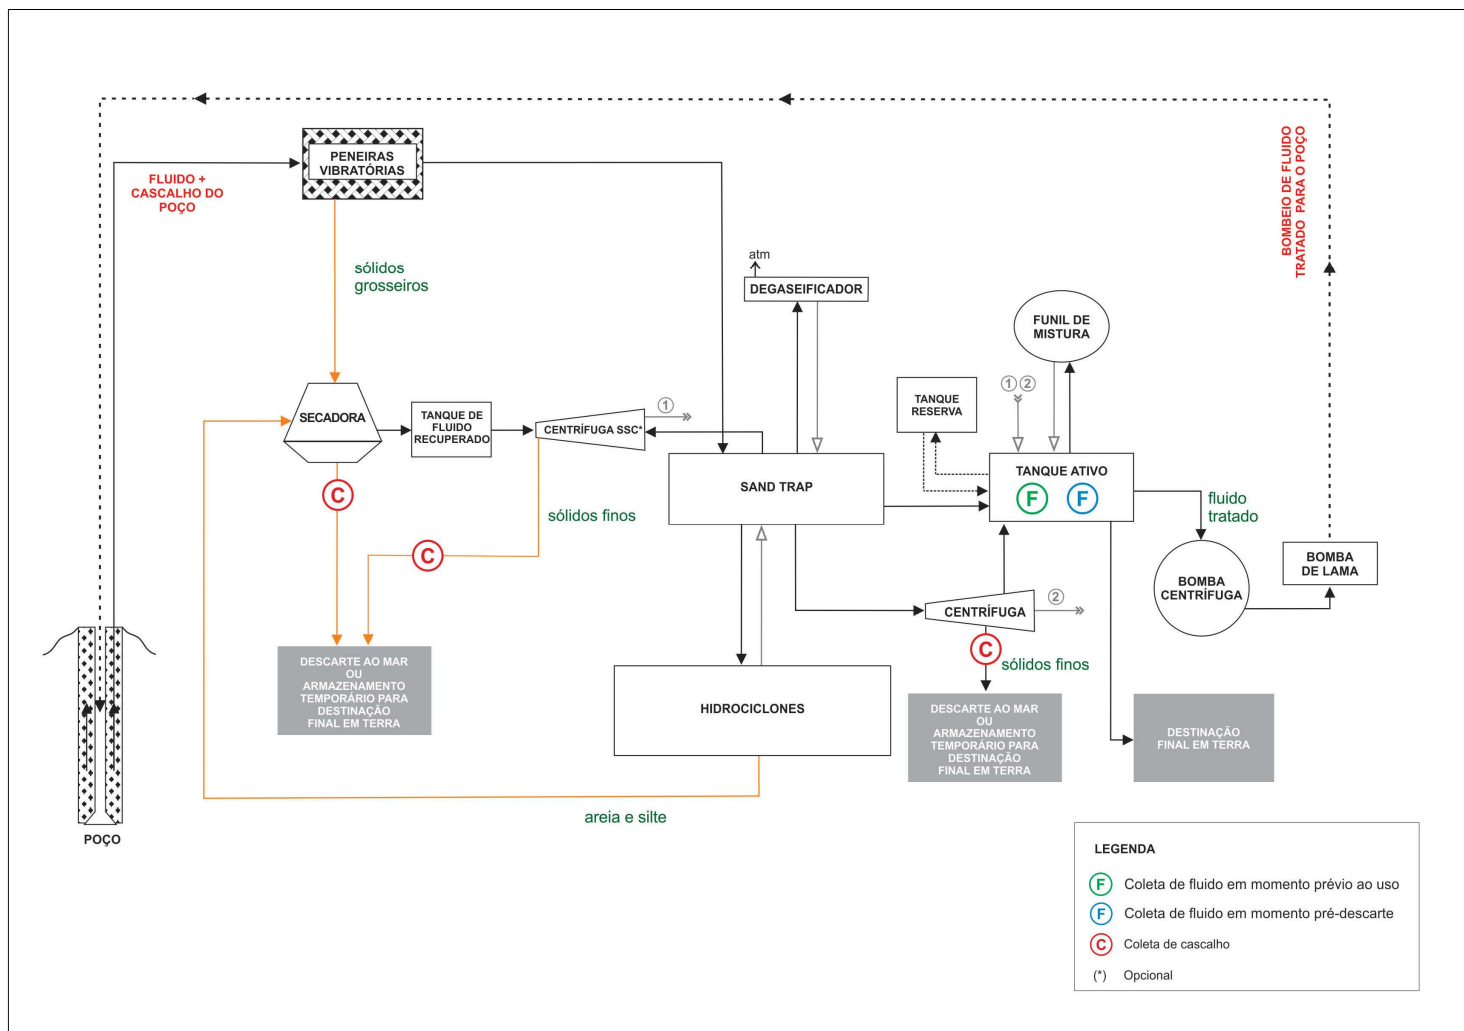 BOMBEIO DE FLUIDO
TRATADO PARA O POÇO
PENEIRAS
VIBRATÓRIAS
FLUIDO +
CASCALHO DO
POÇO
sólidos
grosseiros
atm
DEGASEIFICADOR
FUNIL DE
MISTURA
SECADORA
TANQUE DE
FLUIDO
RECUPERADO
CENTRÍFUGA SSC*
1
TANQUE
RESERVA
1 2
SAND TRAP
TANQUE ATIVO
F F
fluido
tratado
C
sólidos finos
C
BOMBA
CENTRÍFUGA
BOMBA
DE LAMA
CENTRÍFUGA
2
C
sólidos finos
DESCARTE AO MAR
OU
ARMAZENAMENTO
TEMPORÁRIO PARA
DESTINAÇÃO
FINAL EM TERRA
HIDROCICLONES
DESCARTE AO MAR
OU
ARMAZENAMENTO
TEMPORÁRIO PARA
DESTINAÇÃO
FINAL EM TERRA
DESTINAÇÃO
FINAL EM TERRA
areia e silte
POÇO
LEGENDA
F Coleta de fluido em momento prévio ao uso
F Coleta de fluido em momento pré-descarte
C Coleta de cascalho
(*) Opcional